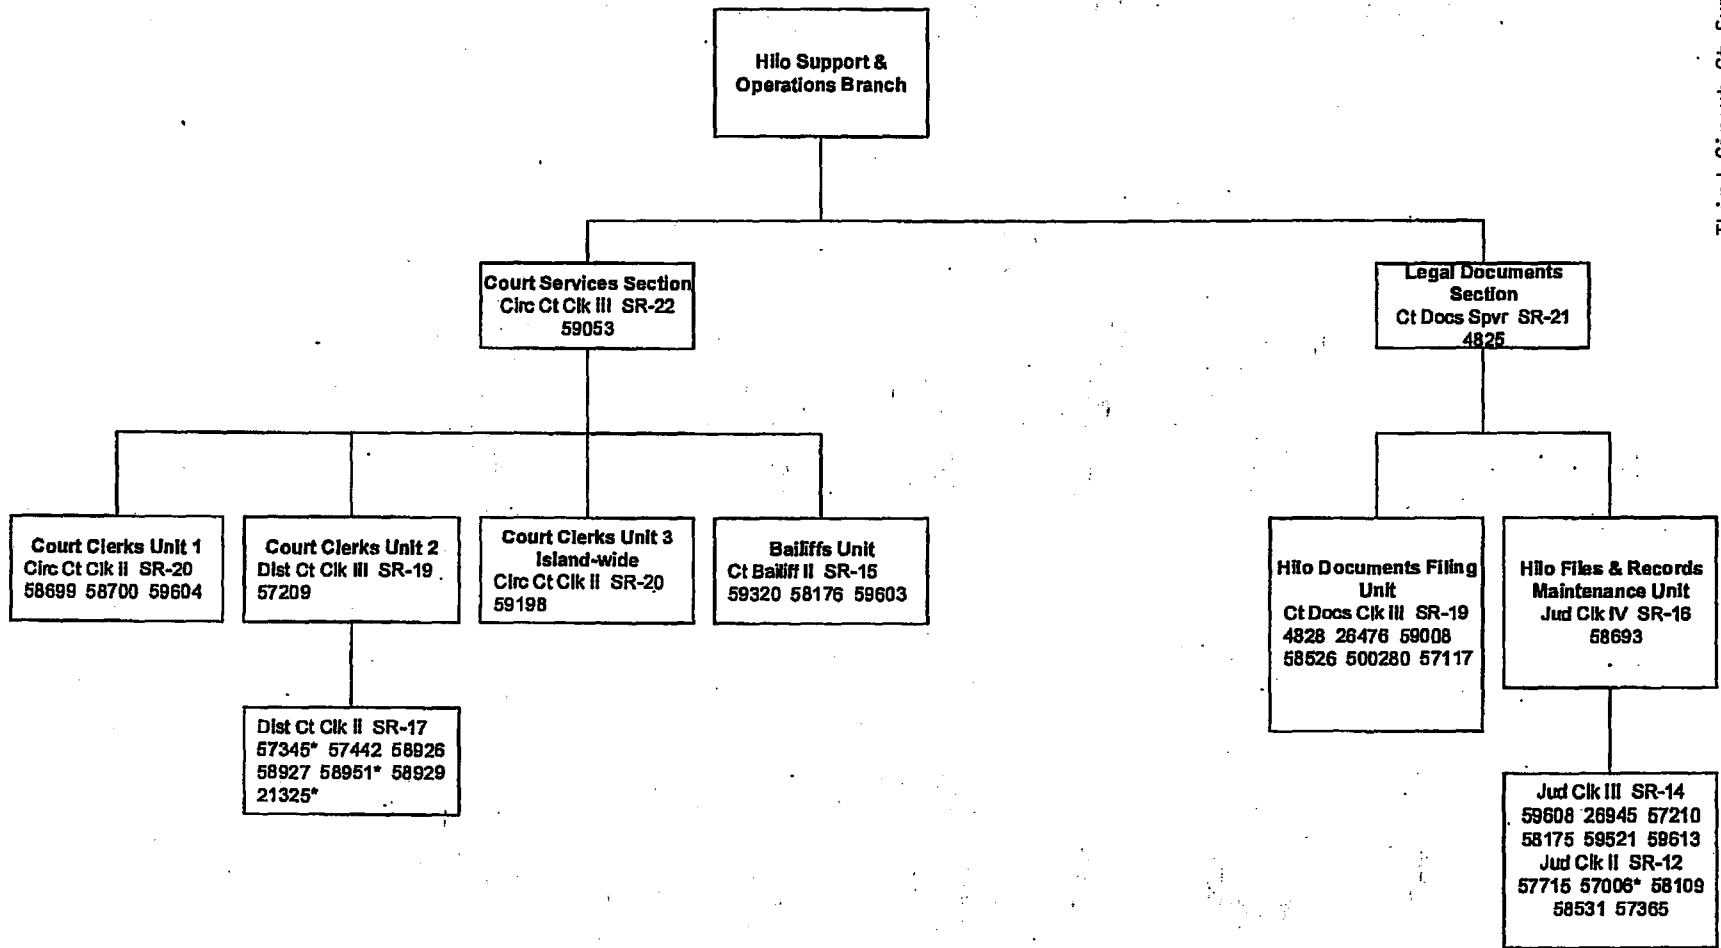 Hilo Support &
Operations Branch
Court Services Section
Circ Ct Clk III SR-22
59053
Legal Documents
Section
Ct Docs Spvr SR-21
4825
Court Clerks Unit 1
Circ Ct Clk II SR-20
58699 58700 59604
Court Clerks Unit 2
Dist Ct Clk III SR-19
57209
Court Clerks Unit 3
Island-wide
Circ Ct Clk II SR-20
59198
Bailiffs Unit
Ct Bailiff II SR-15
59320 58176 59603
Hilo Documents Filing
Unit
Ct Docs Clk III SR-19
4828 26476 59008
58526 500280 57117
Hilo Files & Records
Maintenance Unit
Jud Clk IV SR-16
58693
Dist Ct Clk II SR-17
57345* 57442 58926
58927 58951* 58929
21325*
Jud Clk III SR-14
59608 26945 57210
58175 59521 59613
Jud Clk II SR-12
57715 57006* 58109
58531 57365